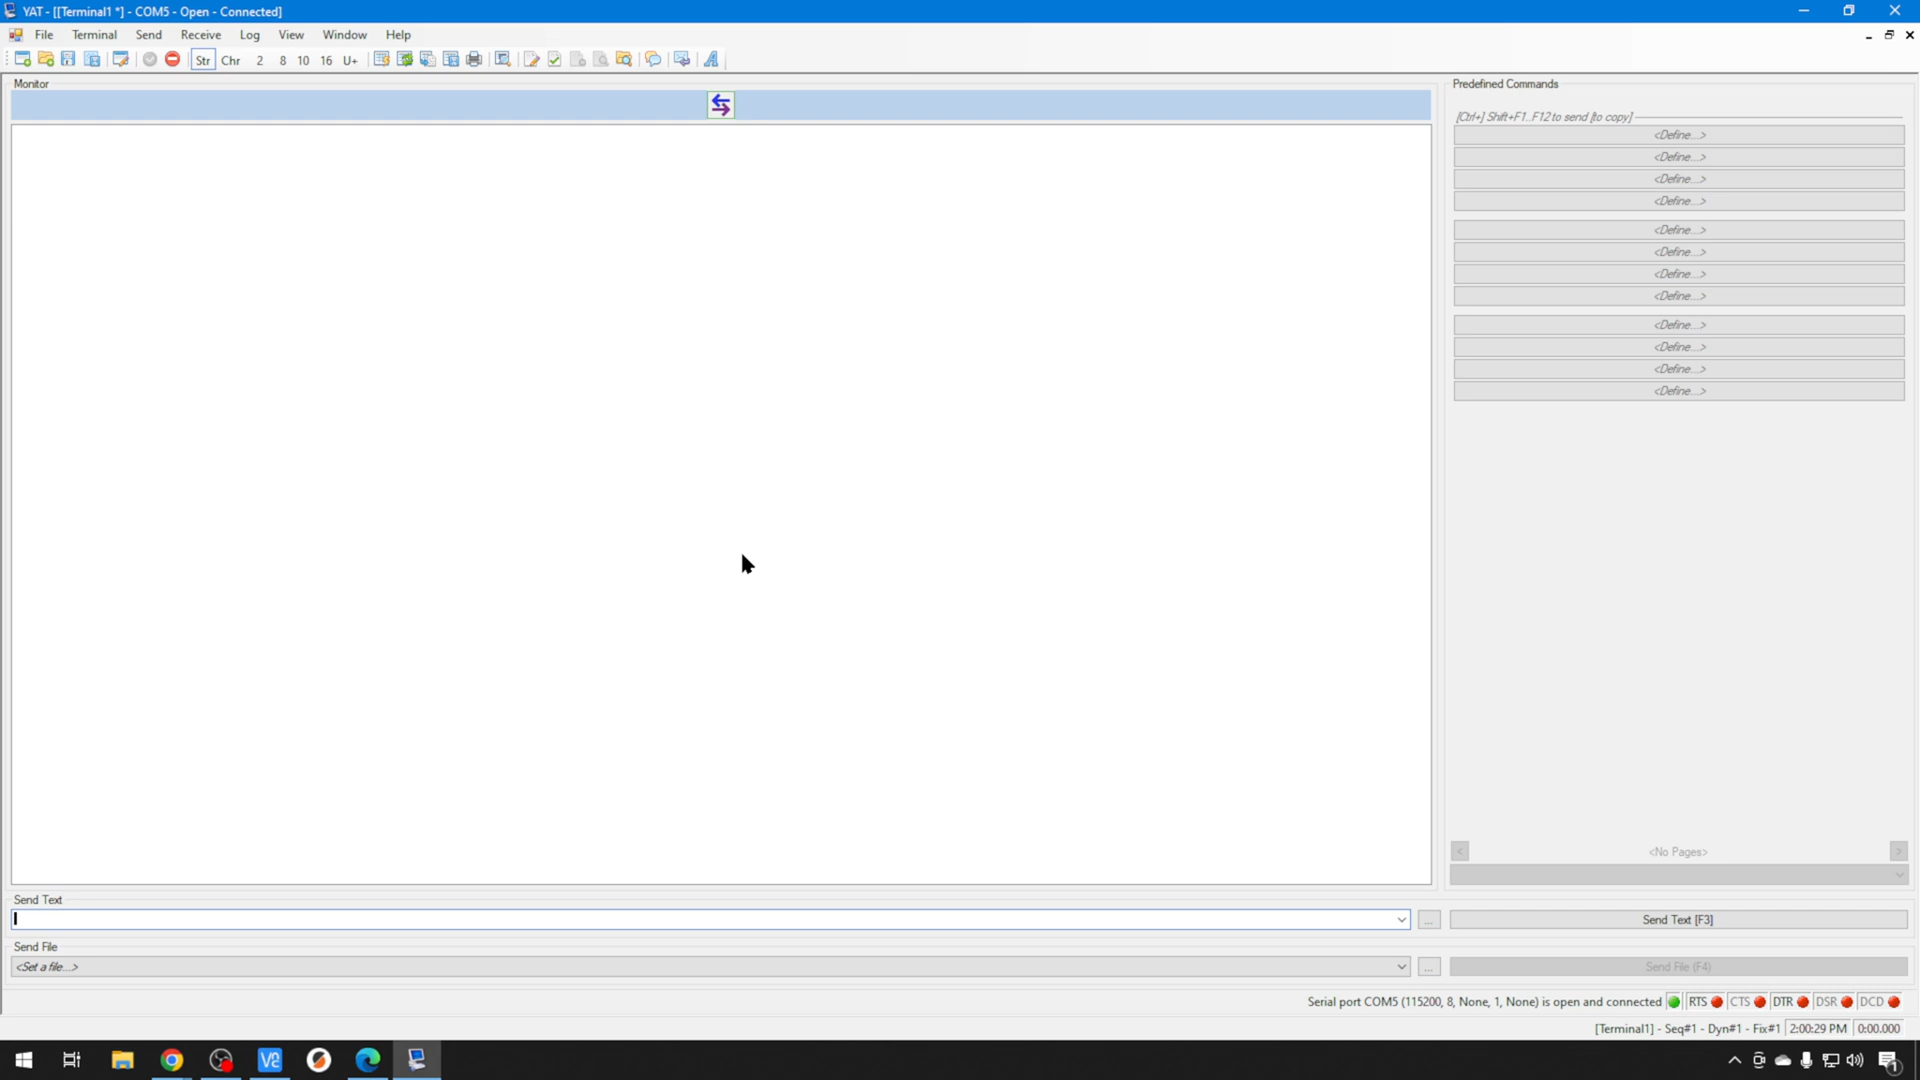 YAT - [[Terminal1 *] - COM5 - Open - Connected]
File Terminal Send Receive Log View Window Help
Str Chr 2 8 10 16 U+
Monitor
Predefined Commands
[Ctrl+] Shift+F1..F12 to send [to copy]
<Define...>
<Define...>
<Define...>
<Define...>
<Define...>
<Define...>
<Define...>
<Define...>
<Define...>
<Define...>
<Define...>
<Define...>
< <No Pages> >
Send Text
... Send Text [F3]
Send File
<Set a file...> ... Send File (F4)
Serial port COM5 (115200, 8, None, 1, None) is open and connected RTS CTS DTR DSR DCD
[Terminal1] - Seq#1 - Dyn#1 - Fix#1 2:00:29 PM 0:00.000
1